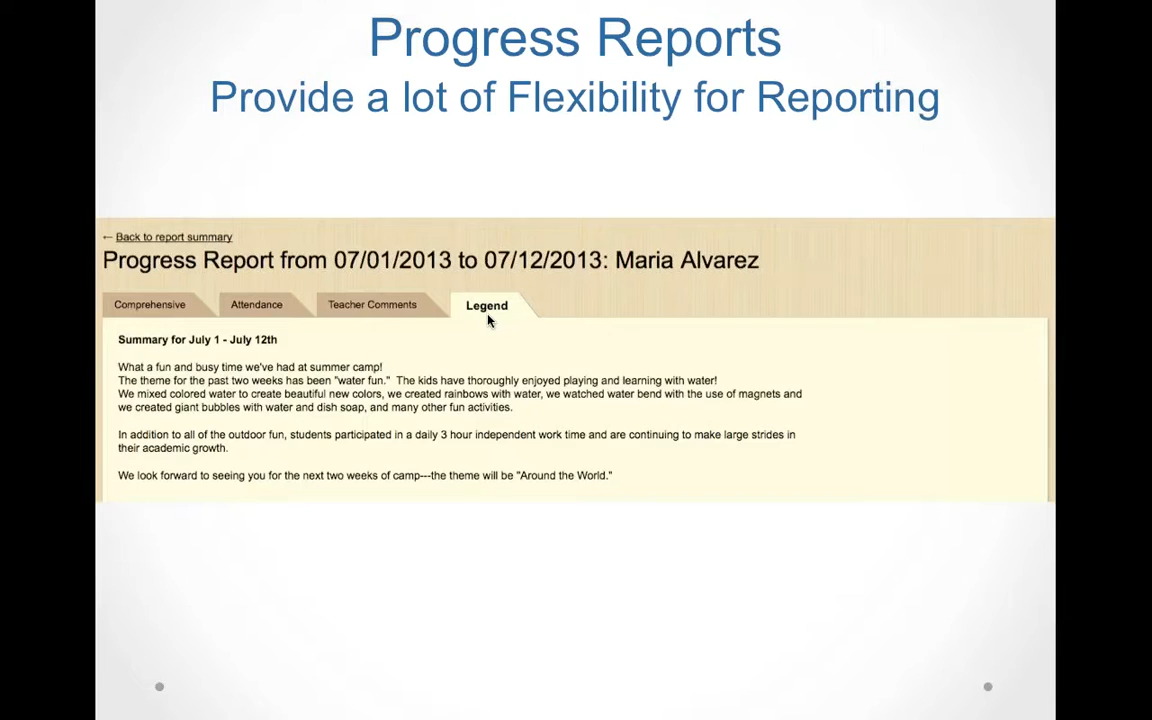 Progress Reports
Provide a lot of Flexibility for Reporting
← Back to report summary
Progress Report from 07/01/2013 to 07/12/2013: Maria Alvarez
Comprehensive
Attendance
Teacher Comments
Legend
Summary for July 1 - July 12th
What a fun and busy time we've had at summer camp!
The theme for the past two weeks has been "water fun."  The kids have thoroughly enjoyed playing and learning with water!
We mixed colored water to create beautiful new colors, we created rainbows with water, we watched water bend with the use of magnets and
we created giant bubbles with water and dish soap, and many other fun activities.
In addition to all of the outdoor fun, students participated in a daily 3 hour independent work time and are continuing to make large strides in
their academic growth.
We look forward to seeing you for the next two weeks of camp---the theme will be "Around the World."